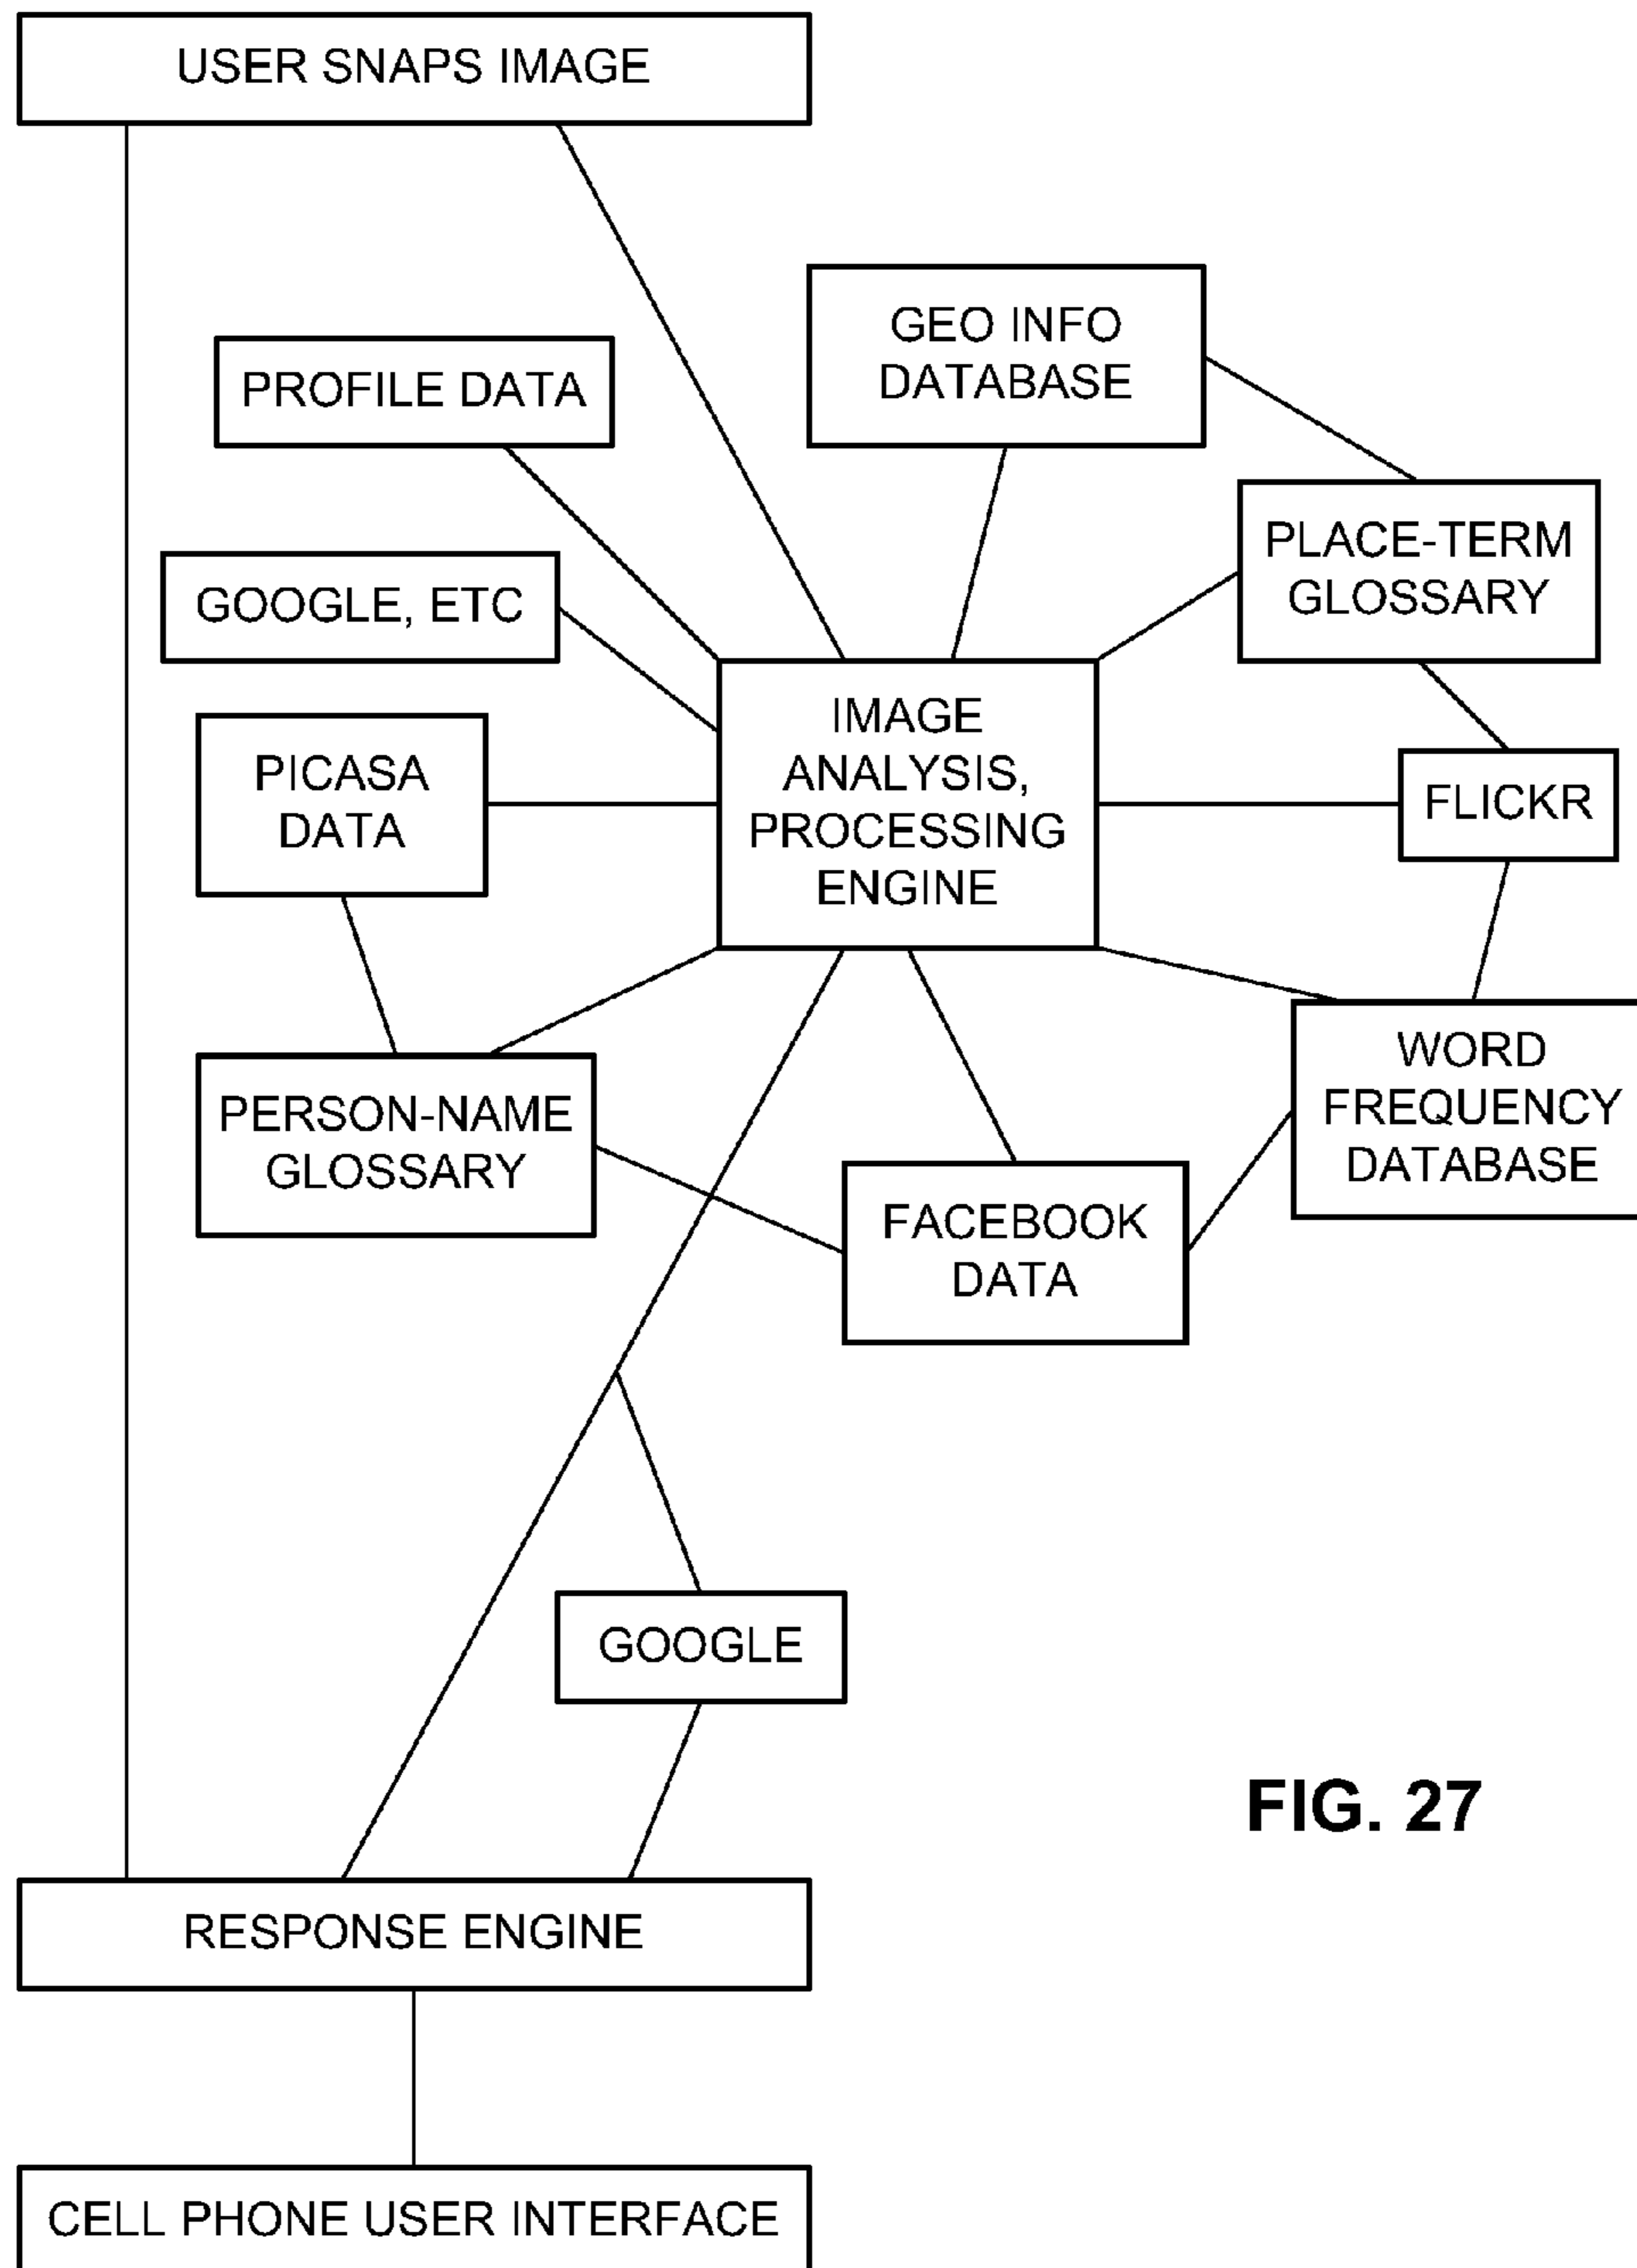 USER SNAPS IMAGE
GEO INFO
DATABASE
PROFILE DATA
PLACE-TERM
GLOSSARY
GOOGLE, ETC
IMAGE
ANALYSIS,
PROCESSING
ENGINE
PICASA
DATA
FLICKR
WORD
FREQUENCY
DATABASE
PERSON-NAME
GLOSSARY
FACEBOOK
DATA
GOOGLE
FIG. 27
RESPONSE ENGINE
CELL PHONE USER INTERFACE